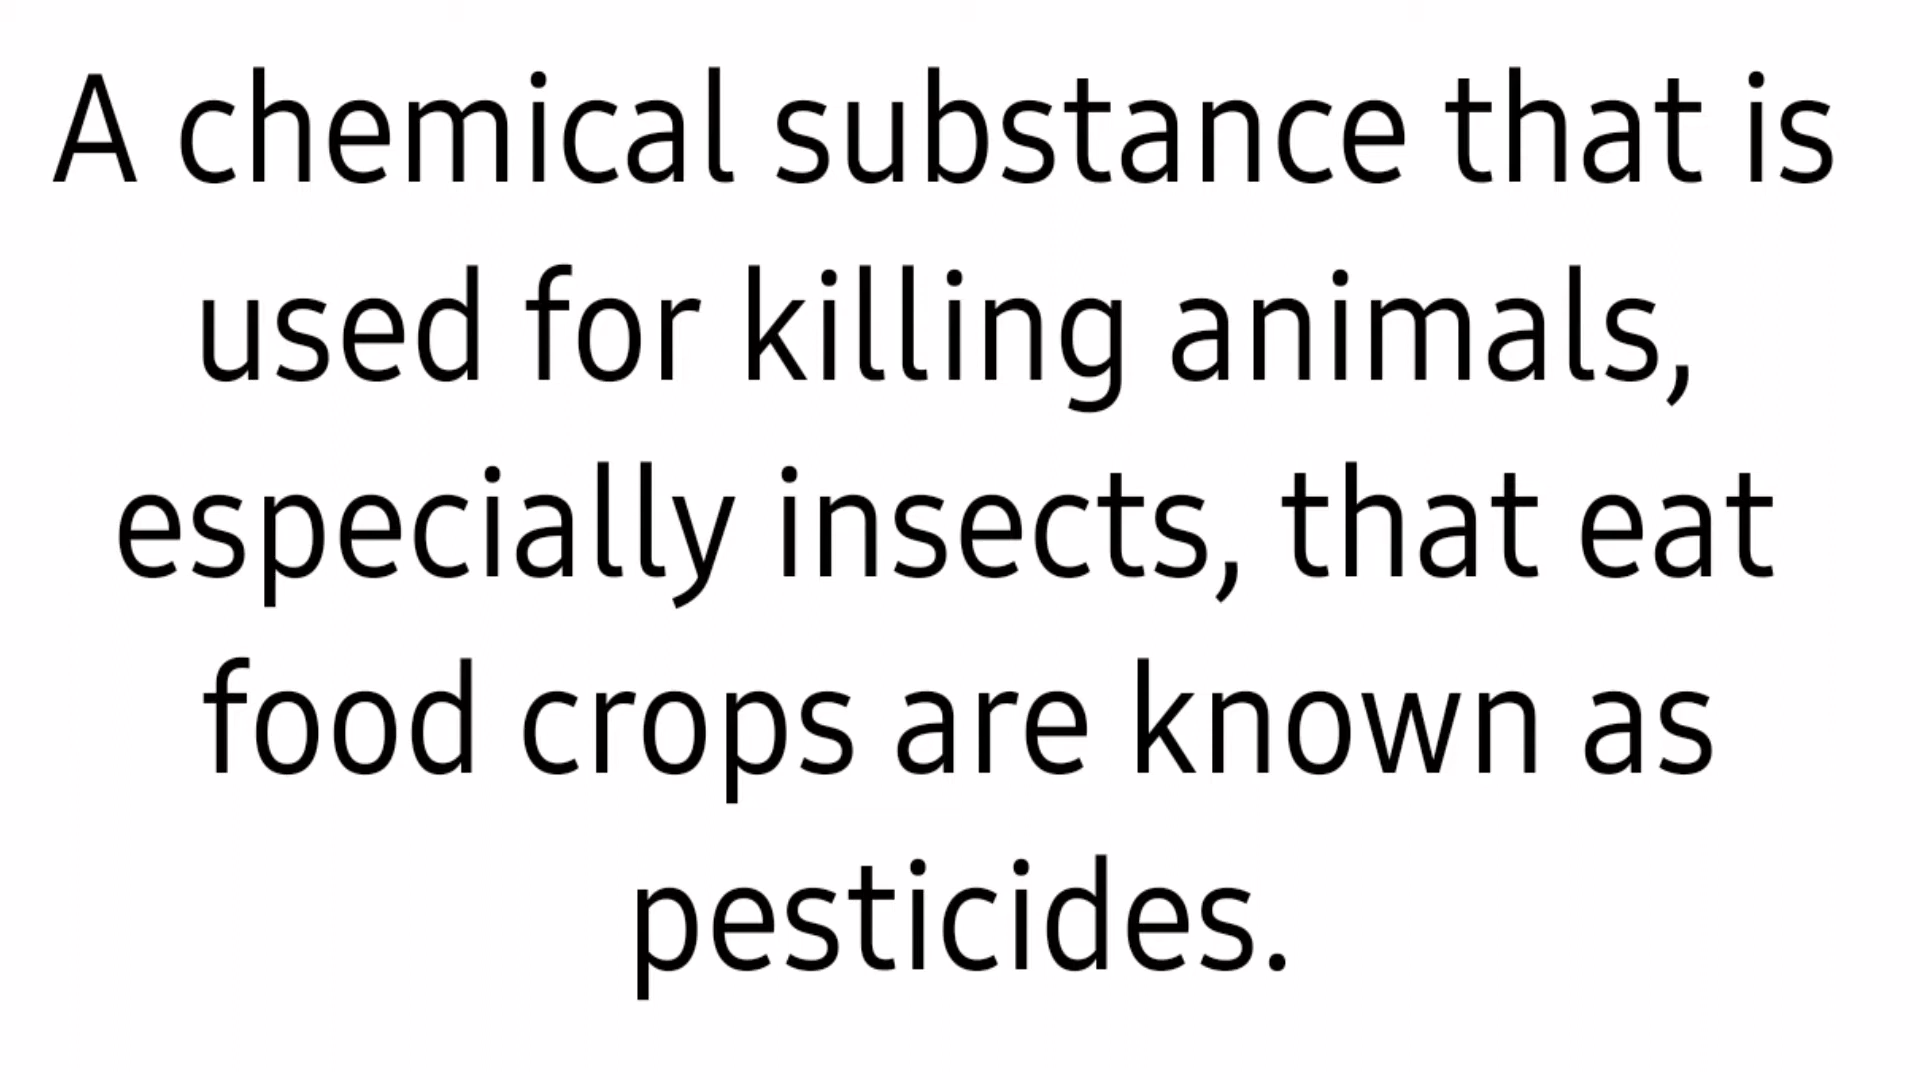 A chemical substance that is
used for killing animals,
especially insects, that eat
food crops are known as
pesticides.